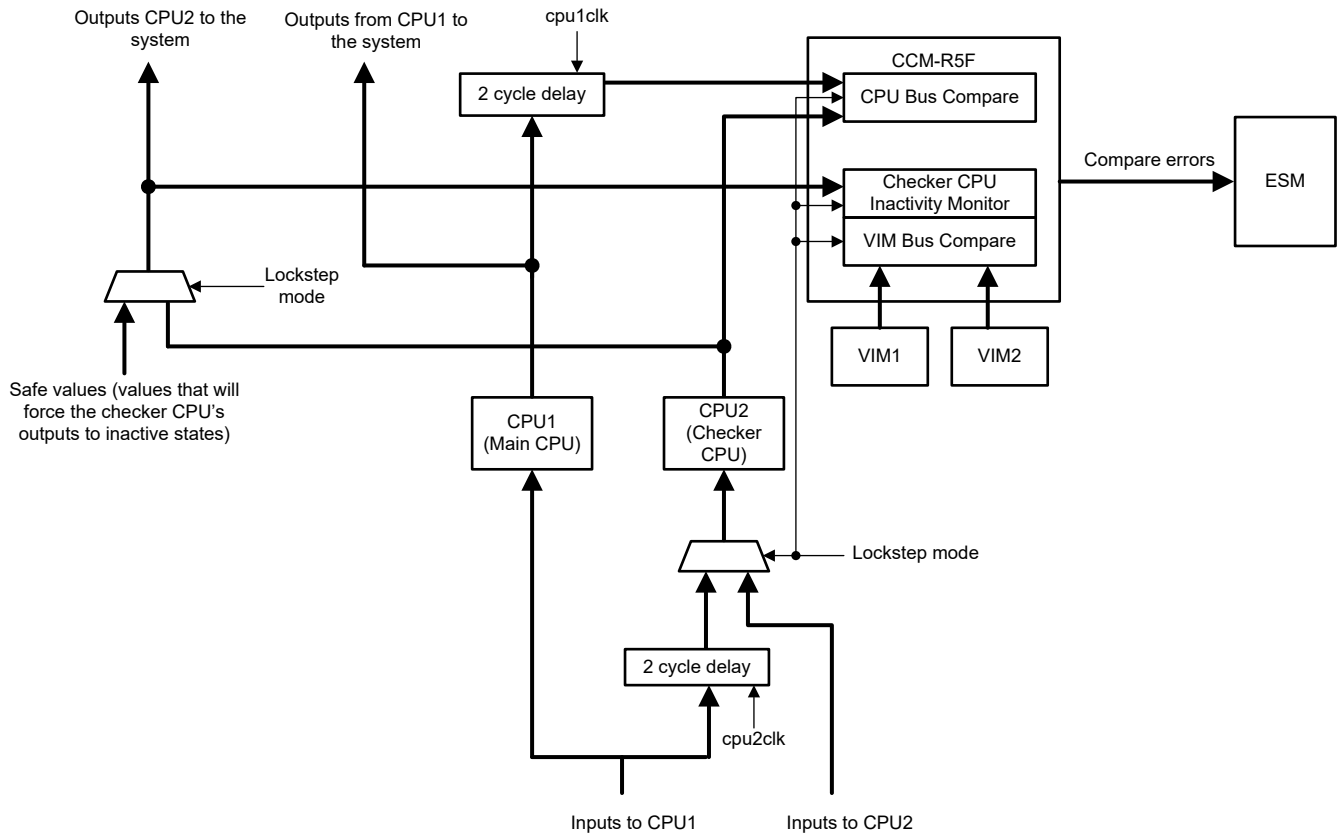 Outputs CPU2 to the
system
Outputs from CPU1 to
the system
cpu1clk
2 cycle delay
CCM-R5F
CPU Bus Compare
Compare errors
ESM
Checker CPU
Inactivity Monitor
VIM Bus Compare
Lockstep
mode
VIM1
VIM2
Safe values (values that will
force the checker CPU's
outputs to inactive states)
CPU1
(Main CPU)
CPU2
(Checker
CPU)
Lockstep mode
2 cycle delay
cpu2clk
Inputs to CPU1
Inputs to CPU2